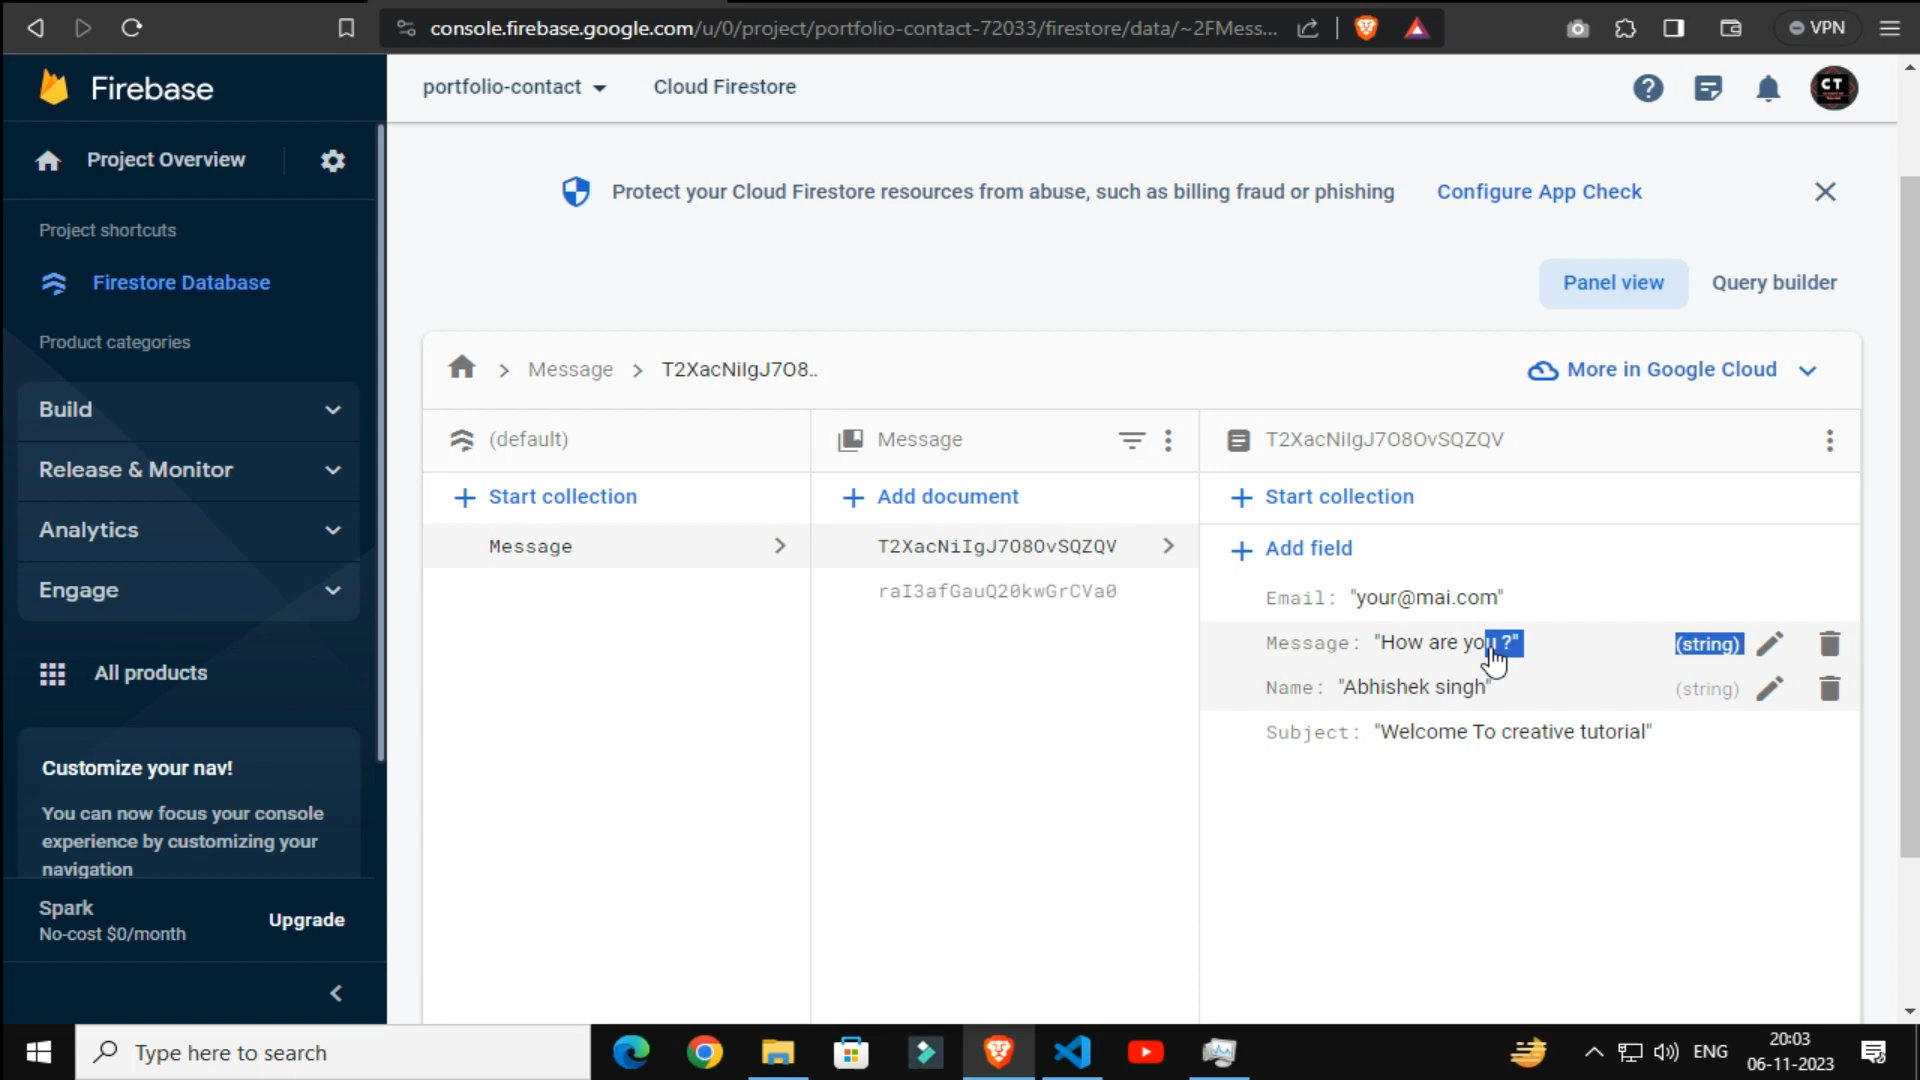 console.firebase.google.com/u/0/project/portfolio-contact-72033/firestore/data/~2FMess...
VPN
Firebase
portfolio-contact
Cloud Firestore
CT
Project Overview
Protect your Cloud Firestore resources from abuse, such as billing fraud or phishing
Configure App Check
Project shortcuts
Firestore Database
Panel view
Query builder
Product categories
Message
T2XacNiIgJ7O8..
More in Google Cloud
Build
(default)
Message
T2XacNiIgJ7O8OvSQZQV
Release & Monitor
Start collection
Add document
Start collection
Analytics
Message
T2XacNiIgJ7O8OvSQZQV
Add field
Engage
raI3afGauQ20kwGrCVa0
Email: "your@mai.com"
Message: "How are you ?"
(string)
All products
Name: "Abhishek singh"
(string)
Subject: "Welcome To creative tutorial"
Customize your nav!
You can now focus your console
experience by customizing your
navigation
Spark
No-cost $0/month
Upgrade
Type here to search
ENG
20:03
06-11-2023